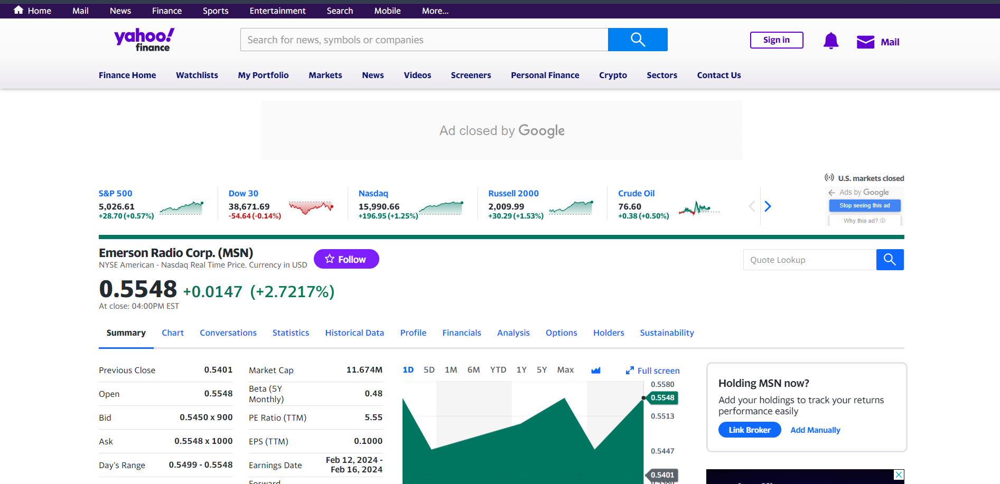 Home Mail News Finance Sports Entertainment Search Mobile More...
yahoo!
finance
Search for news, symbols or companies
Sign in
Mail
Finance Home Watchlists My Portfolio Markets News Videos Screeners Personal Finance Crypto Sectors Contact Us
Ad closed by Google
U.S. markets closed
Ads by Google
Stop seeing this ad
Why this ad?
S&P 500
5,026.61
+28.70 (+0.57%)
Dow 30
38,671.69
-54.64 (-0.14%)
Nasdaq
15,990.66
+196.95 (+1.25%)
Russell 2000
2,009.99
+30.29 (+1.53%)
Crude Oil
76.60
+0.38 (+0.50%)
Emerson Radio Corp. (MSN)
NYSE American - Nasdaq Real Time Price. Currency in USD
Follow
Quote Lookup
0.5548 +0.0147 (+2.7217%)
At close: 04:00PM EST
Summary Chart Conversations Statistics Historical Data Profile Financials Analysis Options Holders Sustainability
Previous Close 0.5401
Open 0.5548
Bid 0.5450 x 900
Ask 0.5548 x 1000
Day's Range 0.5499 - 0.5548
Market Cap 11.674M
Beta (5Y
Monthly) 0.48
PE Ratio (TTM) 5.55
EPS (TTM) 0.1000
Earnings Date Feb 12, 2024 -
Feb 16, 2024
Forward
1D 5D 1M 6M YTD 1Y 5Y Max Full screen
0.5580
0.5548
0.5513
0.5447
0.5401
Holding MSN now?
Add your holdings to track your returns
performance easily
Link Broker Add Manually